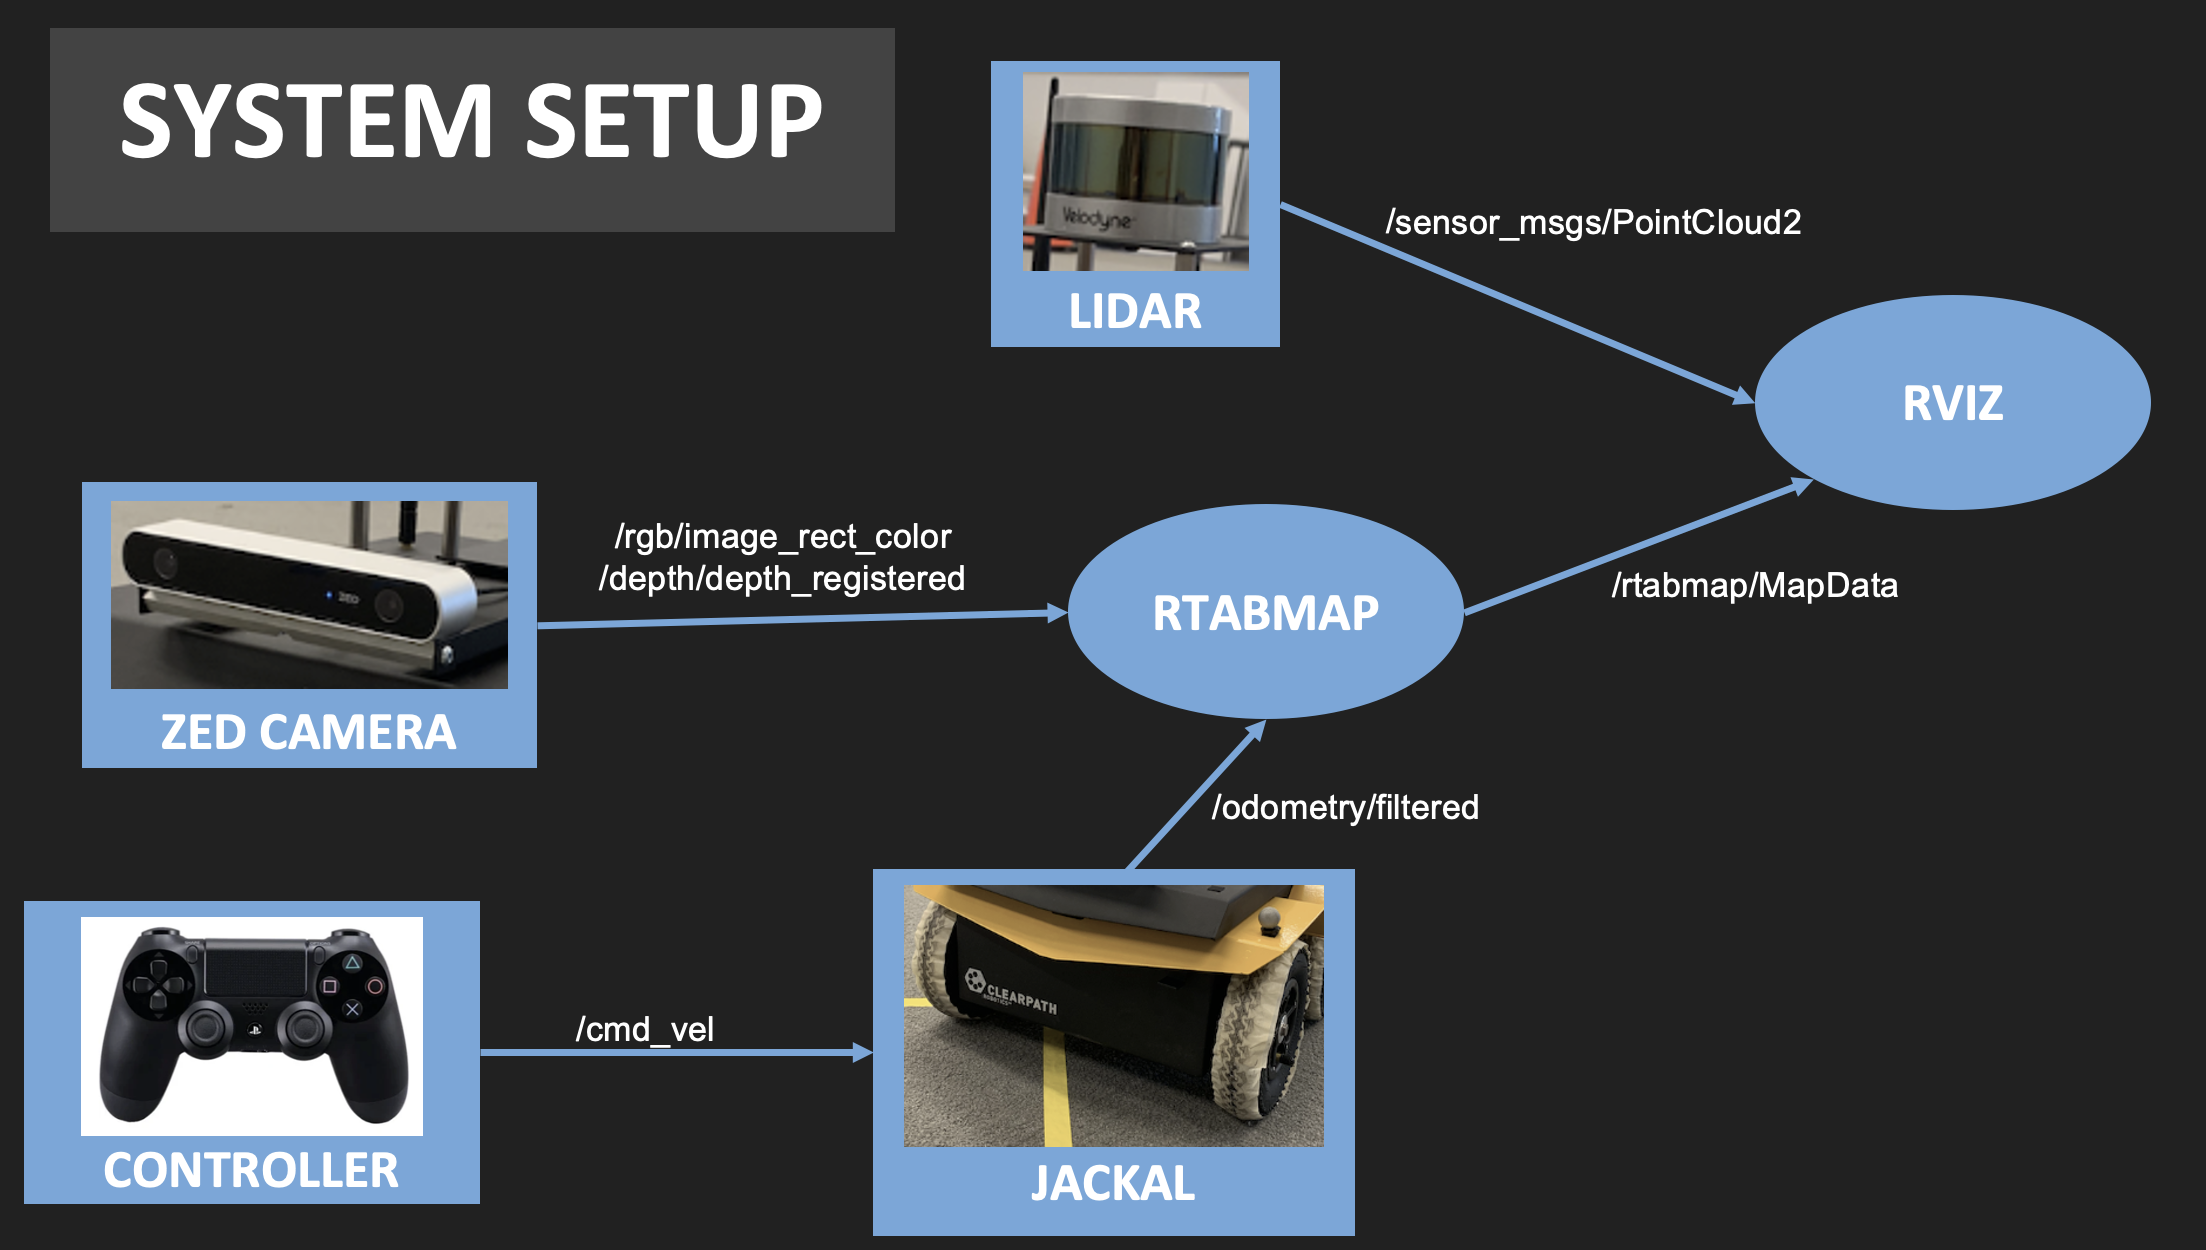 SYSTEM SETUP
Velodyne
LIDAR
/sensor_msgs/PointCloud2
RVIZ
/rgb/image_rect_color
/depth/depth_registered
ZED
ZED CAMERA
RTABMAP
/rtabmap/MapData
/odometry/filtered
CONTROLLER
/cmd_vel
CLEARPATH
ROBOTICS
JACKAL